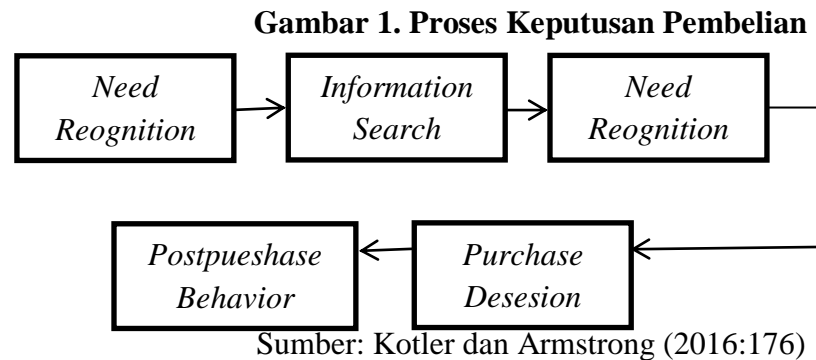 Gambar 1. Proses Keputusan Pembelian
Need
Reognition
Information
Search
Need
Reognition
Postpueshase
Behavior
Purchase
Desesion
Sumber: Kotler dan Armstrong (2016:176)